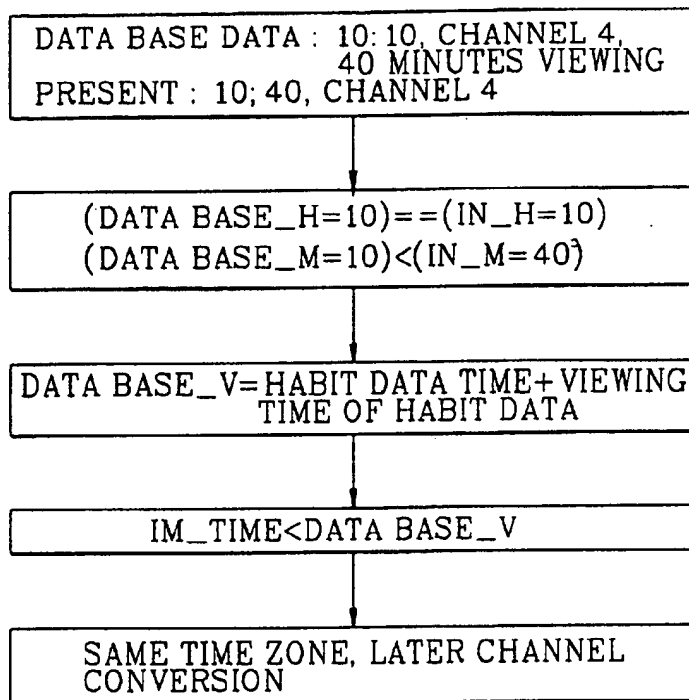 DATA BASE DATA : 10:10, CHANNEL 4,
40 MINUTES VIEWING
PRESENT : 10;40, CHANNEL 4
(DATA BASE_H=10)==(IN_H=10)
(DATA BASE_M=10)<(IN_M=40)
DATA BASE_V=HABIT DATA TIME+VIEWING
TIME OF HABIT DATA
IM_TIME<DATA BASE_V
SAME TIME ZONE, LATER CHANNEL
CONVERSION